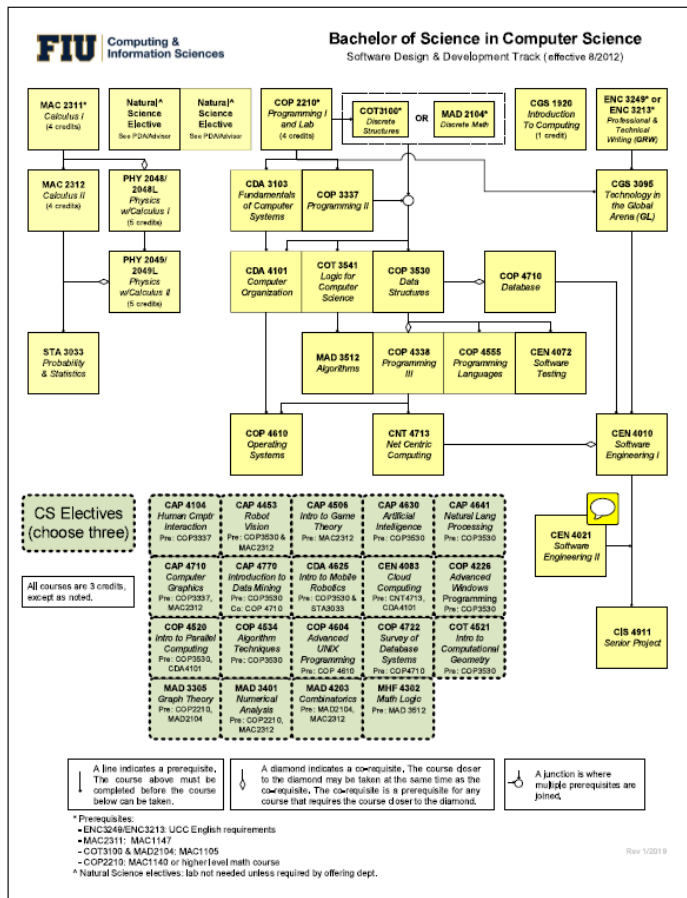 FIU Computing &
Information Sciences
Bachelor of Science in Computer Science
Software Design & Development Track (effective 8/2012)
MAC 2311*
Calculus I
(4 credits)
Natural^
Science
Elective
See PDA/Advisor
Natural^
Science
Elective
See PDA/Advisor
COP 2210*
Programming I
and Lab
(4 credits)
COT3100*
Discrete
Structures
OR
MAD 2104*
Discrete Math
CGS 1920
Introduction
To Computing
(1 credit)
ENC 3249* or
ENC 3213*
Professional &
Technical
Writing (GRW)
MAC 2312
Calculus II
(4 credits)
PHY 2048/
2048L
Physics
w/Calculus I
(5 credits)
CDA 3103
Fundamentals
of Computer
Systems
COP 3337
Programming II
CGS 3095
Technology in
the Global
Arena (GL)
PHY 2049/
2049L
Physics
w/Calculus II
(5 credits)
CDA 4101
Computer
Organization
COT 3541
Logic for
Computer
Science
COP 3530
Data
Structures
COP 4710
Database
STA 3033
Probability
& Statistics
MAD 3512
Algorithms
COP 4338
Programming
III
COP 4555
Programming
Languages
CEN 4072
Software
Testing
COP 4610
Operating
Systems
CNT 4713
Net Centric
Computing
CEN 4010
Software
Engineering I
CS Electives
(choose three)
All courses are 3 credits,
except as noted.
CAP 4104
Human Cmptr
Interaction
Pre: COP3337
CAP 4453
Robot
Vision
Pre: COP3530 &
MAC2312
CAP 4506
Intro to Game
Theory
Pre: MAC2312
CAP 4630
Artificial
Intelligence
Pre: COP3530
CAP 4641
Natural Lang
Processing
Pre: COP3530
CEN 4021
Software
Engineering II
CAP 4710
Computer
Graphics
Pre: COP3337,
MAC2312
CAP 4770
Introduction to
Data Mining
Pre: COP3530
Co: COP 4710
CDA 4625
Intro to Mobile
Robotics
Pre: COP3530 &
STA3033
CEN 4083
Cloud
Computing
Pre: CNT4713,
CDA4101
COP 4226
Advanced
Windows
Programming
Pre: COP3530
COP 4520
Intro to Parallel
Computing
Pre: COP3530,
CDA4101
COP 4534
Algorithm
Techniques
Pre: COP3530
COP 4604
Advanced
UNIX
Programming
Pre: COP 4610
COP 4722
Survey of
Database
Systems
Pre: COP4710
COT 4521
Intro to
Computational
Geometry
Pre: COP3530
CIS 4911
Senior Project
MAD 3305
Graph Theory
Pre: COP2210,
MAD2104
MAD 3401
Numerical
Analysis
Pre: COP2210,
MAC2312
MAD 4203
Combinatorics
Pre: MAD2104,
MAC2312
MHF 4302
Math Logic
Pre: MAD 3512
A line indicates a prerequisite.
The course above must be
completed before the course
below can be taken.
A diamond indicates a co-requisite. The course closer
to the diamond may be taken at the same time as the
co-requisite. The co-requisite is a prerequisite for any
course that requires the course closer to the diamond.
A junction is where
multiple prerequisites are
joined.
* Prerequisites:
- ENC3249/ENC3213: UCC English requirements
- MAC2311: MAC1147
- COT3100 & MAD2104: MAC1105
- COP2210: MAC1140 or higher level math course
^ Natural Science electives: lab not needed unless required by offering dept.
Rev 1/2019